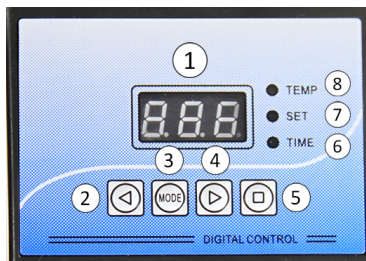 1
8.8.8
TEMP 8
SET 7
TIME 6
3 4
2 MODE 5
DIGITAL CONTROL